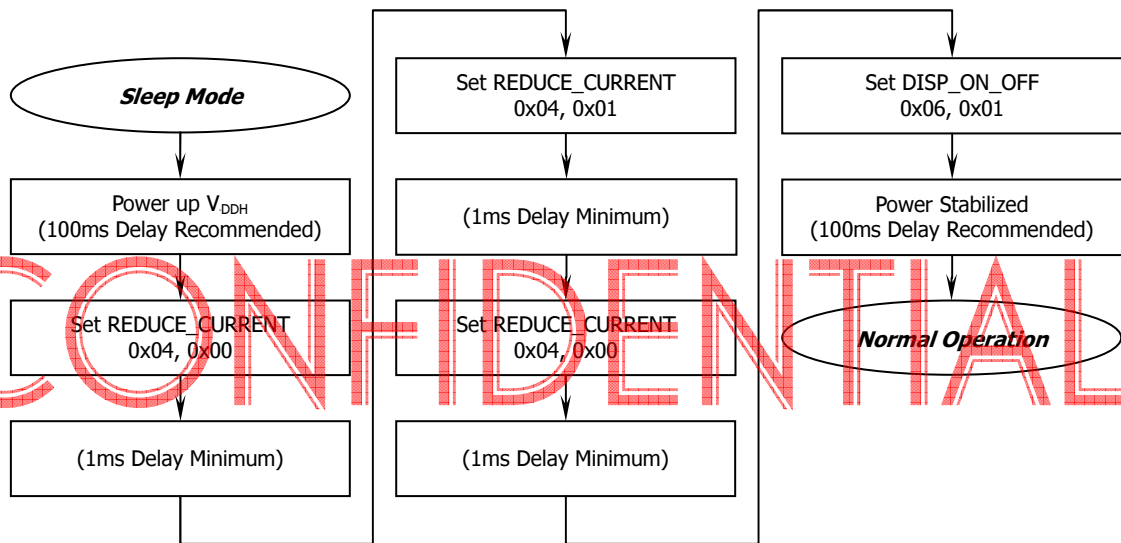 Sleep Mode
Power up VDDH
(100ms Delay Recommended)
Set REDUCE_CURRENT
0x04, 0x00
(1ms Delay Minimum)
Set REDUCE_CURRENT
0x04, 0x01
(1ms Delay Minimum)
Set REDUCE_CURRENT
0x04, 0x00
(1ms Delay Minimum)
Set DISP_ON_OFF
0x06, 0x01
Power Stabilized
(100ms Delay Recommended)
Normal Operation
CONFIDENTIAL